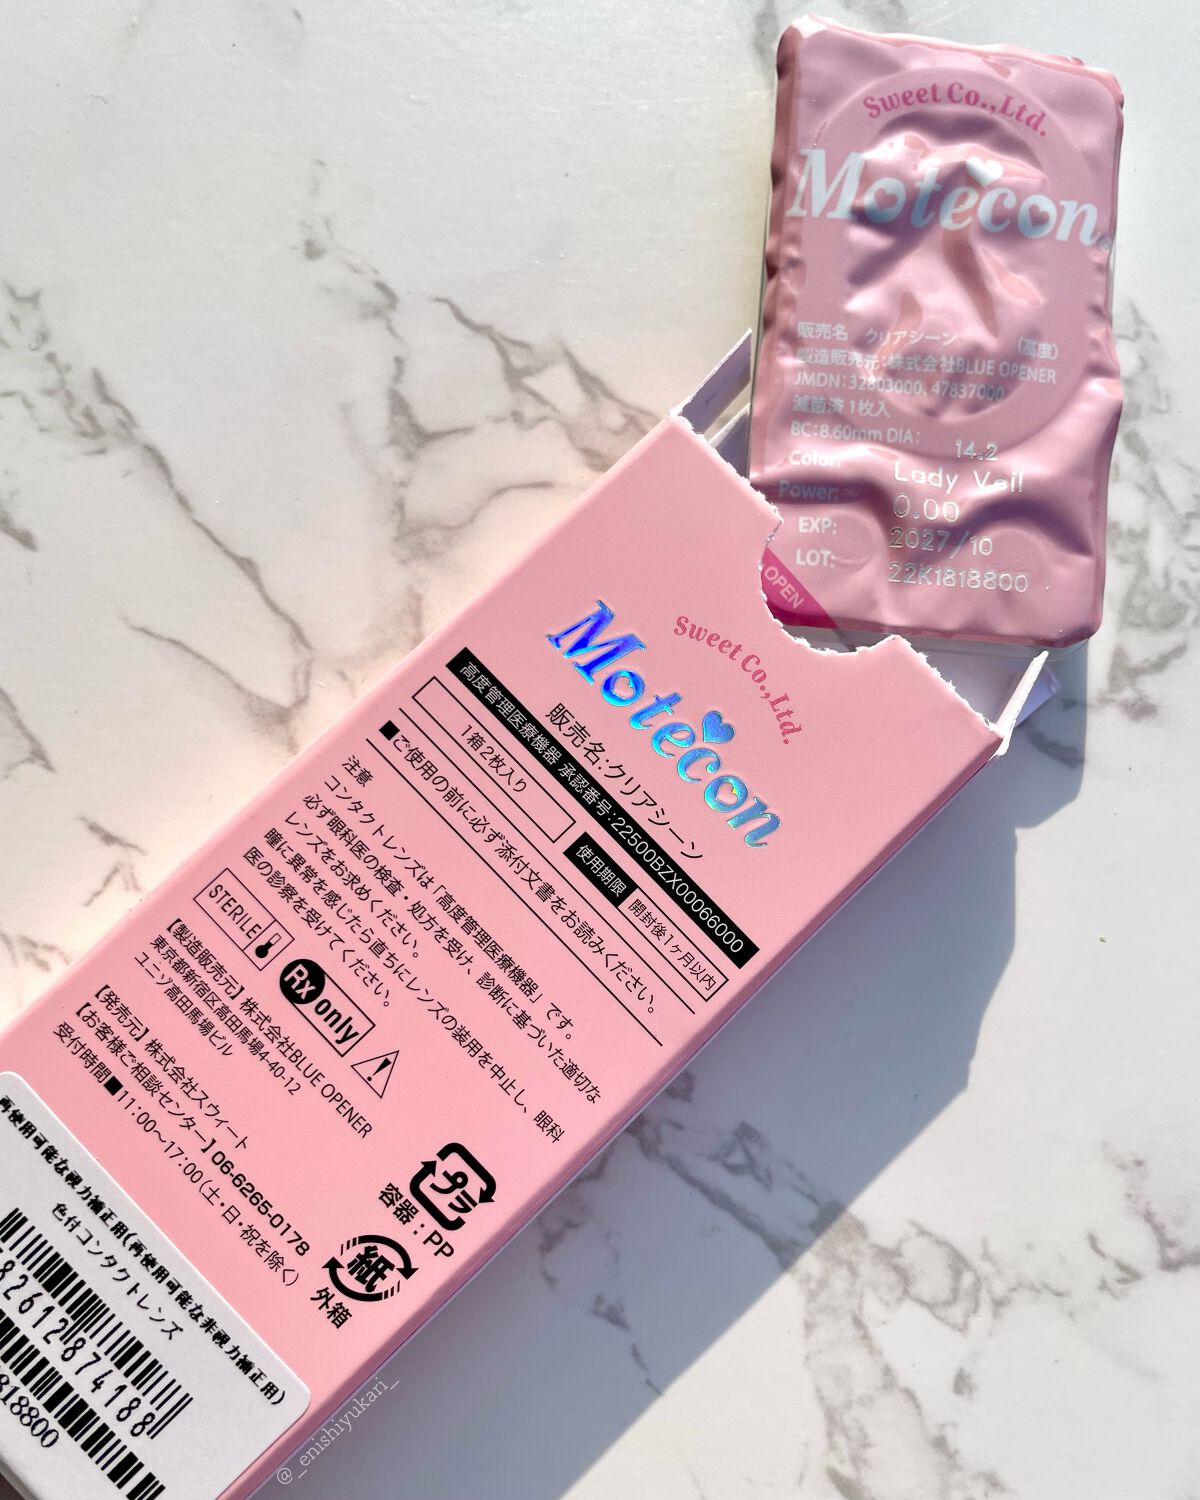 Sweet Co.,Ltd.
Motecon
販売名 クリアシーン (高度)
製造販売元:株式会社BLUE OPENER
JMDN:32803000、47837000
滅菌済 1枚入
BC:8.60mm DIA: 14.2
Color: Lady Veil
Power: 0.00
EXP: 2027/10
LOT: 22K1818800
OPEN
Sweet Co.,Ltd.
Motecon
販売名:クリアシーン
高度管理医療機器 承認番号:22500BZX00066000
1箱2枚入り
使用期限 開封後1ケ月以内
■ご使用の前に必ず添付文書をお読みください。
注意
コンタクトレンズは「高度管理医療機器」です。
必ず眼科医の検査・処方を受け、診断に基づいた適切な
レンズをお求めください。
瞳に異常を感じたら直ちにレンズの装用を中止し、眼科
医の診察を受けてください。
STERILE
Rx only
【製造販売元】株式会社BLUE OPENER
東京都新宿区高田馬場4-40-12
ユニゾ高田馬場ビル
【発売元】株式会社スウィート
【お客様ご相談センター】06-6265-0178
受付時間■11:00〜17:00(土・日・祝を除く)
プラ
容器:PP
紙
外箱
再使用可能な視力補正用(再使用可能な非視力補正用)
色付コンタクトレンズ
82612874188
818800
@_enishiyukari_